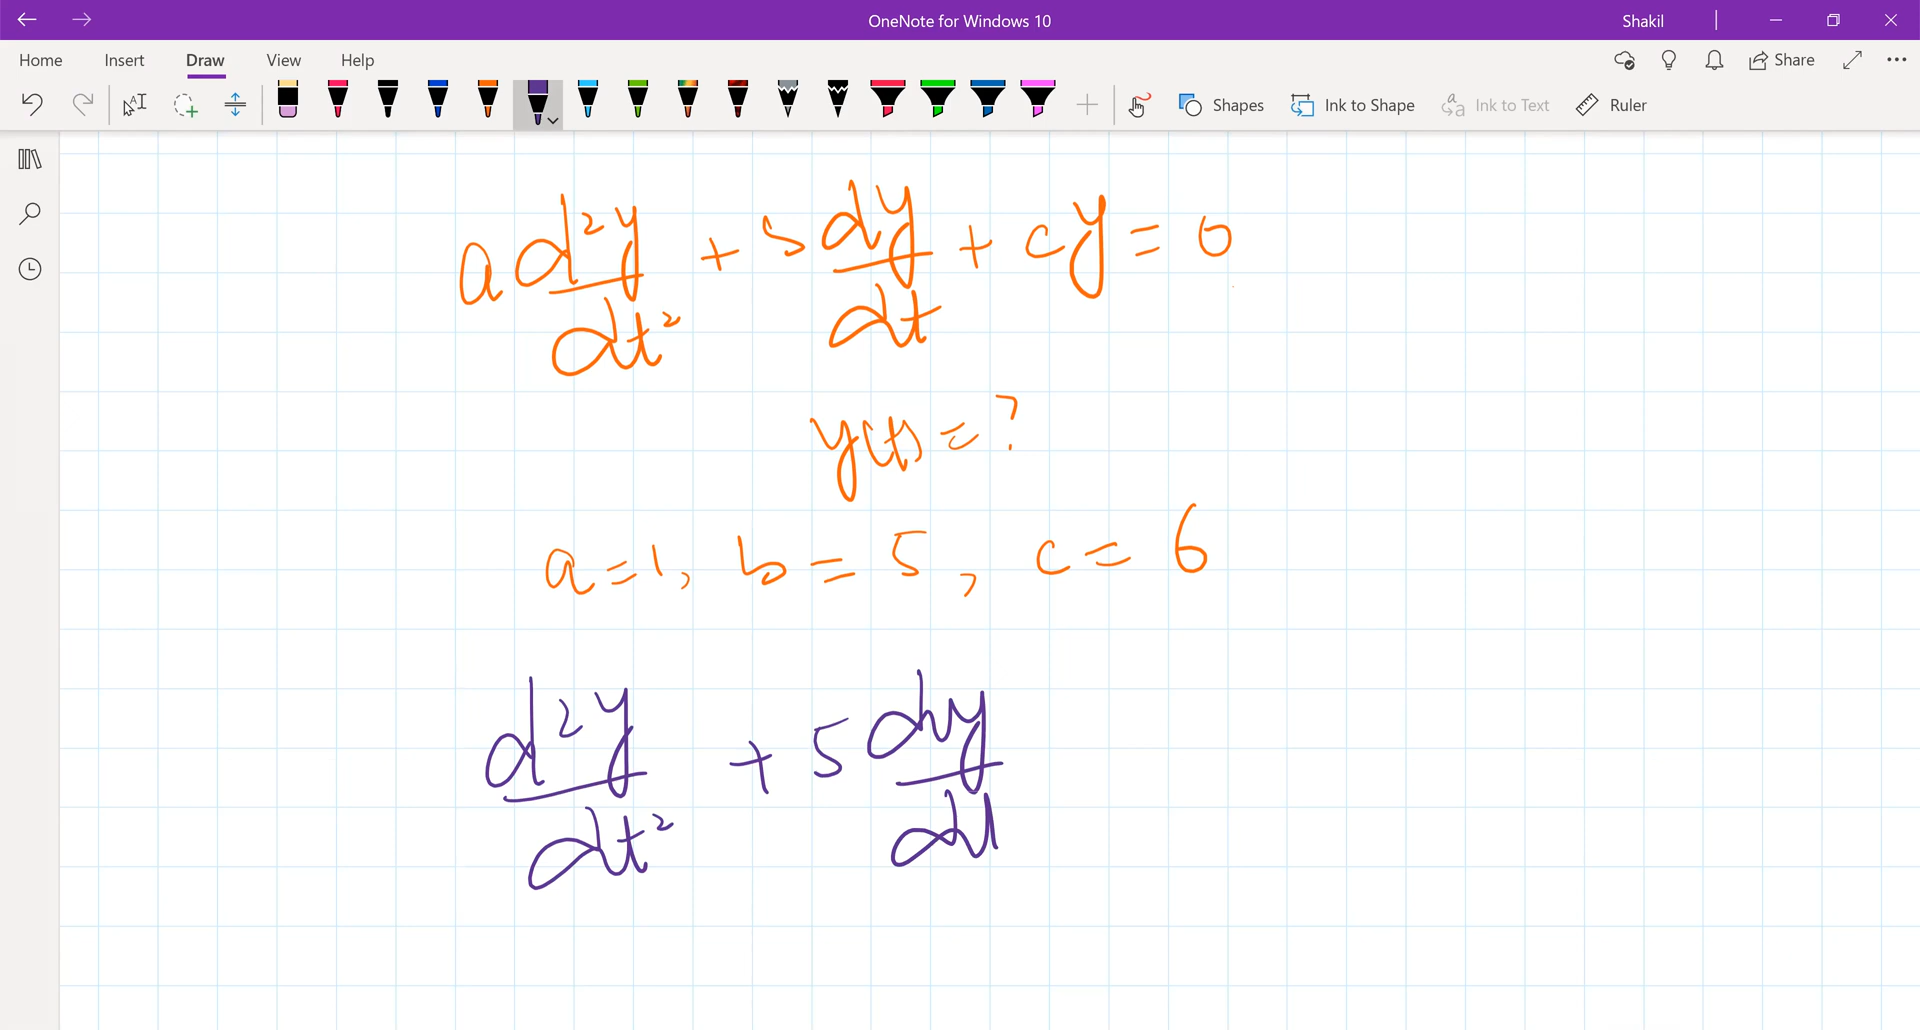 OneNote for Windows 10
Shakil
Home Insert Draw View Help
Share
Shapes Ink to Shape Ink to Text Ruler
a d²y/dt² + 5 dy/dt + cy = 0
y(t) = ?
a = 1, b = 5, c = 6
d²y/dt² + 5 dy/d